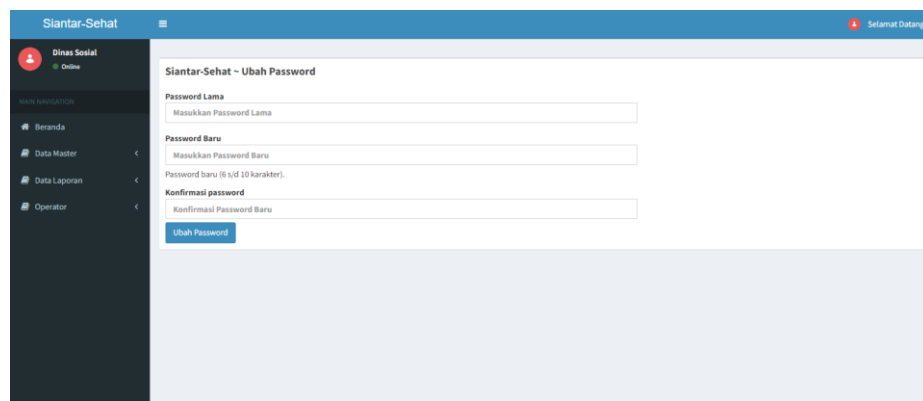 Siantar-Sehat
Selamat Datang
Dinas Sosial
Online
MAIN NAVIGATION
Beranda
Data Master
Data Laporan
Operator
Siantar-Sehat ~ Ubah Password
Password Lama
Masukkan Password Lama
Password Baru
Masukkan Password Baru
Password baru (6 s/d 10 karakter).
Konfirmasi password
Konfirmasi Password Baru
Ubah Password